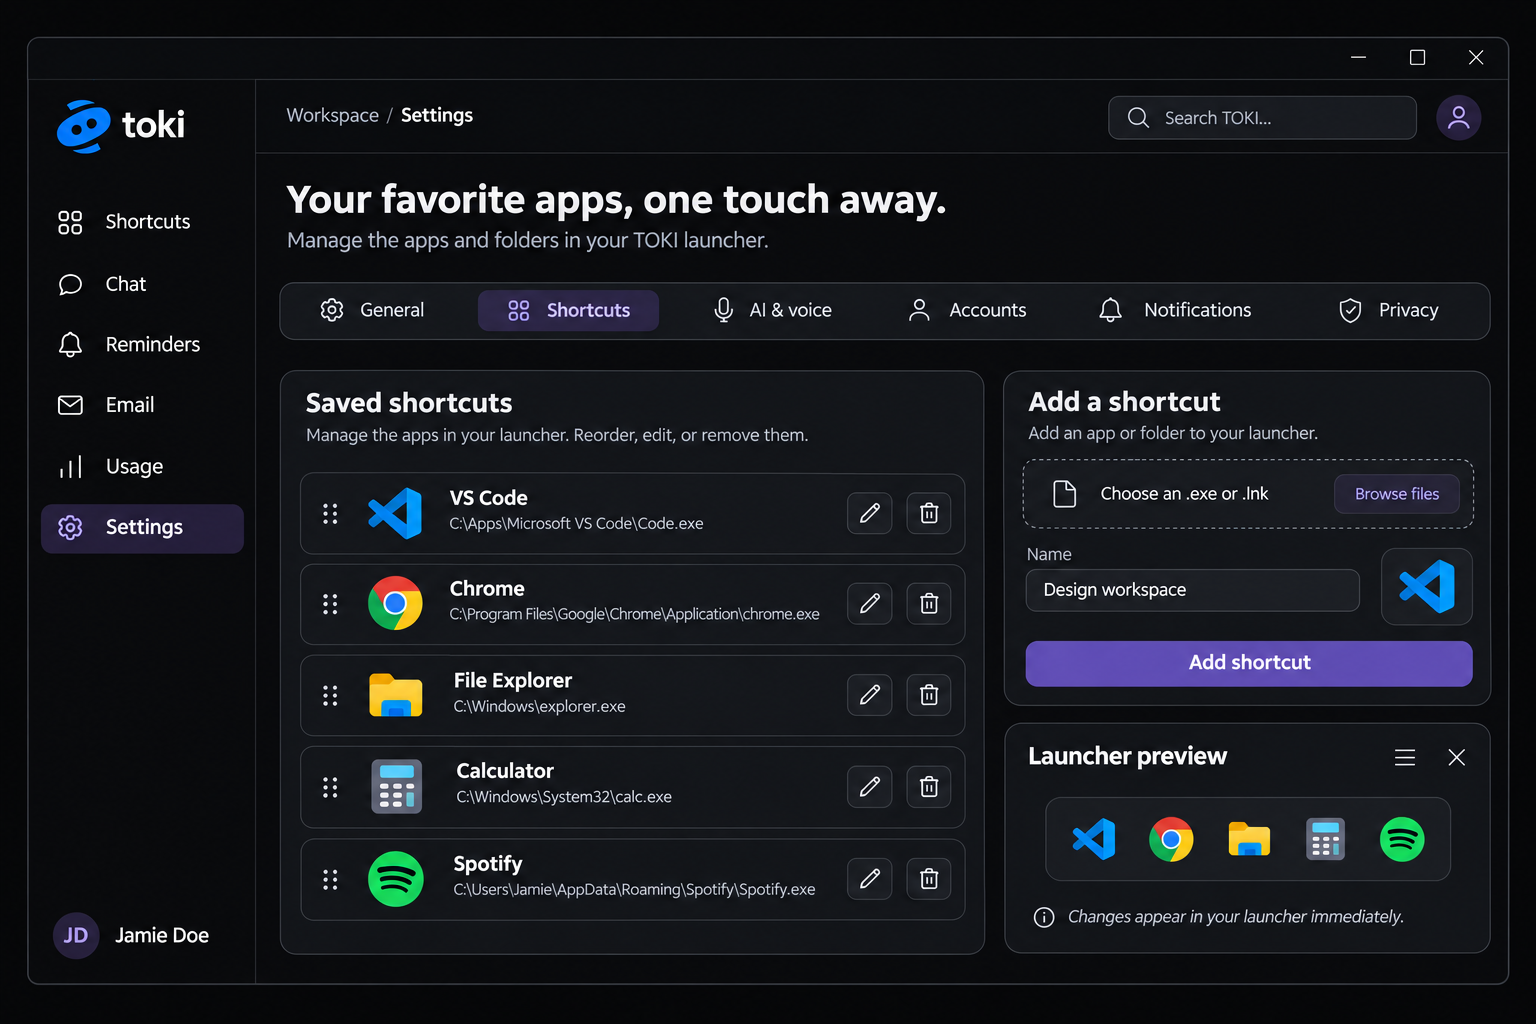 toki
Workspace / Settings
Search TOKI...
Shortcuts
Chat
Reminders
Email
Usage
Settings
JD
Jamie Doe
Your favorite apps, one touch away.
Manage the apps and folders in your TOKI launcher.
General
Shortcuts
AI & voice
Accounts
Notifications
Privacy
Saved shortcuts
Manage the apps in your launcher. Reorder, edit, or remove them.
VS Code
C:\Apps\Microsoft VS Code\Code.exe
Chrome
C:\Program Files\Google\Chrome\Application\chrome.exe
File Explorer
C:\Windows\explorer.exe
Calculator
C:\Windows\System32\calc.exe
Spotify
C:\Users\Jamie\AppData\Roaming\Spotify\Spotify.exe
Add a shortcut
Add an app or folder to your launcher.
Choose an .exe or .lnk
Browse files
Name
Design workspace
Add shortcut
Launcher preview
Changes appear in your launcher immediately.